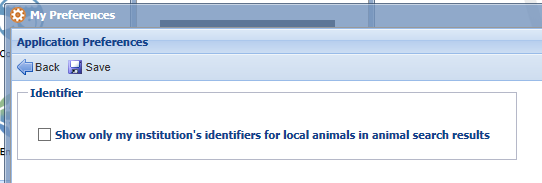 My Preferences
Application Preferences
Back Save
Identifier
Show only my institution's identifiers for local animals in animal search results